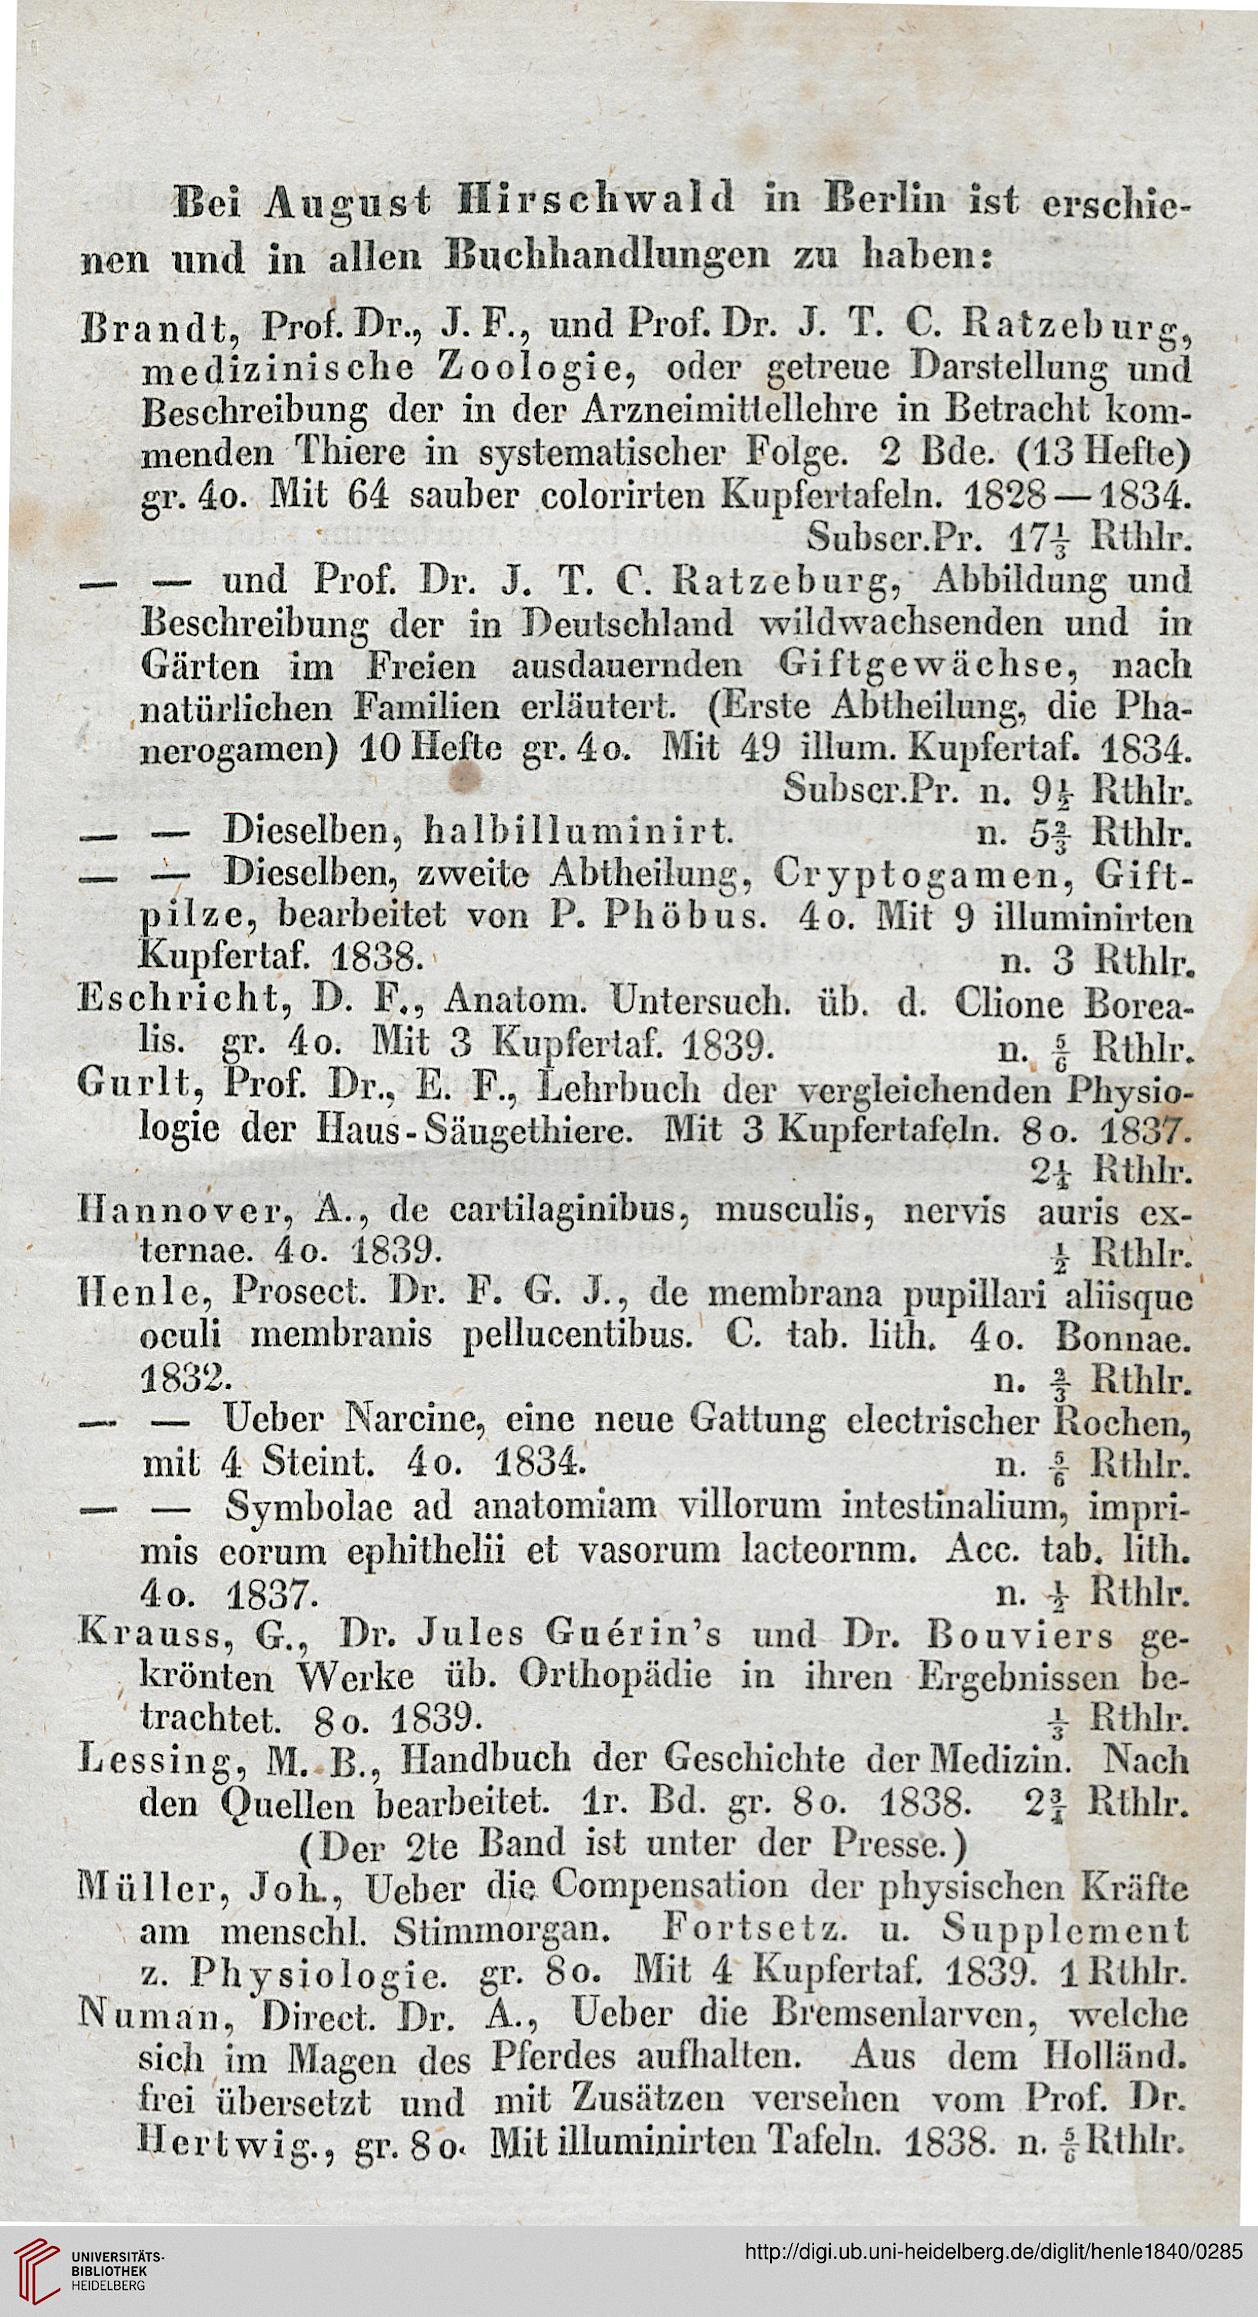 Bei August Hirschwald in Berlin ist erschie-
nen und in allen Buchhandlungen zu haben:
Brandt, Prof. Dr., J. F., und Prof. Dr. J. T. C. Ratzeburg,
medizinische Zoologie, oder getreue Darstellung und
Beschreibung der in der Arzneimittellehre in Betracht kom-
menden Thiere in systematischer Folge. 2 Bde. (13 Hefte)
gr. 4o. Mit 64 sauber colorirten Kupfertafeln. 1828—1834.
Subscr.Pr. 17⅓ Rthlr.
— — und Prof. Dr. J. T. C. Ratzeburg, Abbildung und
Beschreibung der in Deutschland wildwachsenden und in
Gärten im Freien ausdauernden Giftgewächse, nach
natürlichen Familien erläutert. (Erste Abtheilung, die Pha-
nerogamen) 10 Hefte gr. 4o. Mit 49 illum. Kupfertaf. 1834.
Subscr.Pr. n. 9½ Rthlr.
— — Dieselben, halbilluminirt. n. 5⅔ Rthlr.
— — Dieselben, zweite Abtheilung, Cryptogamen, Gift-
pilze, bearbeitet von P. Phöbus. 4o. Mit 9 illuminirten
Kupfertaf. 1838. n. 3 Rthlr.
Eschricht, D. F., Anatom. Untersuch. üb. d. Clione Borea-
lis. gr. 4o. Mit 3 Kupfertaf. 1839. n. ⅚ Rthlr.
Gurlt, Prof. Dr., E. F., Lehrbuch der vergleichenden Physio-
logie der Haus-Säugethiere. Mit 3 Kupfertafeln. 8o. 1837.
2¼ Rthlr.
Hannover, A., de cartilaginibus, musculis, nervis auris ex-
ternae. 4o. 1839. ½ Rthlr.
Henle, Prosect. Dr. F. G. J., de membrana pupillari aliisque
oculi membranis pellucentibus. C. tab. lith. 4o. Bonnae.
1832. n. ⅔ Rthlr.
— — Ueber Narcine, eine neue Gattung electrischer Rochen,
mit 4 Steint. 4o. 1834. n. ⅚ Rthlr.
— — Symbolae ad anatomiam villorum intestinalium, impri-
mis eorum ephithelii et vasorum lacteornm. Acc. tab. lith.
4o. 1837. n. ½ Rthlr.
Krauss, G., Dr. Jules Guérin's und Dr. Bouviers ge-
krönten Werke üb. Orthopädie in ihren Ergebnissen be-
trachtet. 8o. 1839. ⅓ Rthlr.
Lessing, M. B., Handbuch der Geschichte der Medizin. Nach
den Quellen bearbeitet. 1r. Bd. gr. 8o. 1838. 2¾ Rthlr.
(Der 2te Band ist unter der Presse.)
Müller, Joh., Ueber die Compensation der physischen Kräfte
am menschl. Stimmorgan. Fortsetz. u. Supplement
z. Physiologie. gr. 8o. Mit 4 Kupfertaf. 1839. 1 Rthlr.
Numan, Direct. Dr. A., Ueber die Bremsenlarven, welche
sich im Magen des Pferdes aufhalten. Aus dem Holländ.
frei übersetzt und mit Zusätzen versehen vom Prof. Dr.
Hertwig., gr. 8o. Mit illuminirten Tafeln. 1838. n. ⅚ Rthlr.
UNIVERSITÄTS-
BIBLIOTHEK
HEIDELBERG
http://digi.ub.uni-heidelberg.de/diglit/henle1840/0285